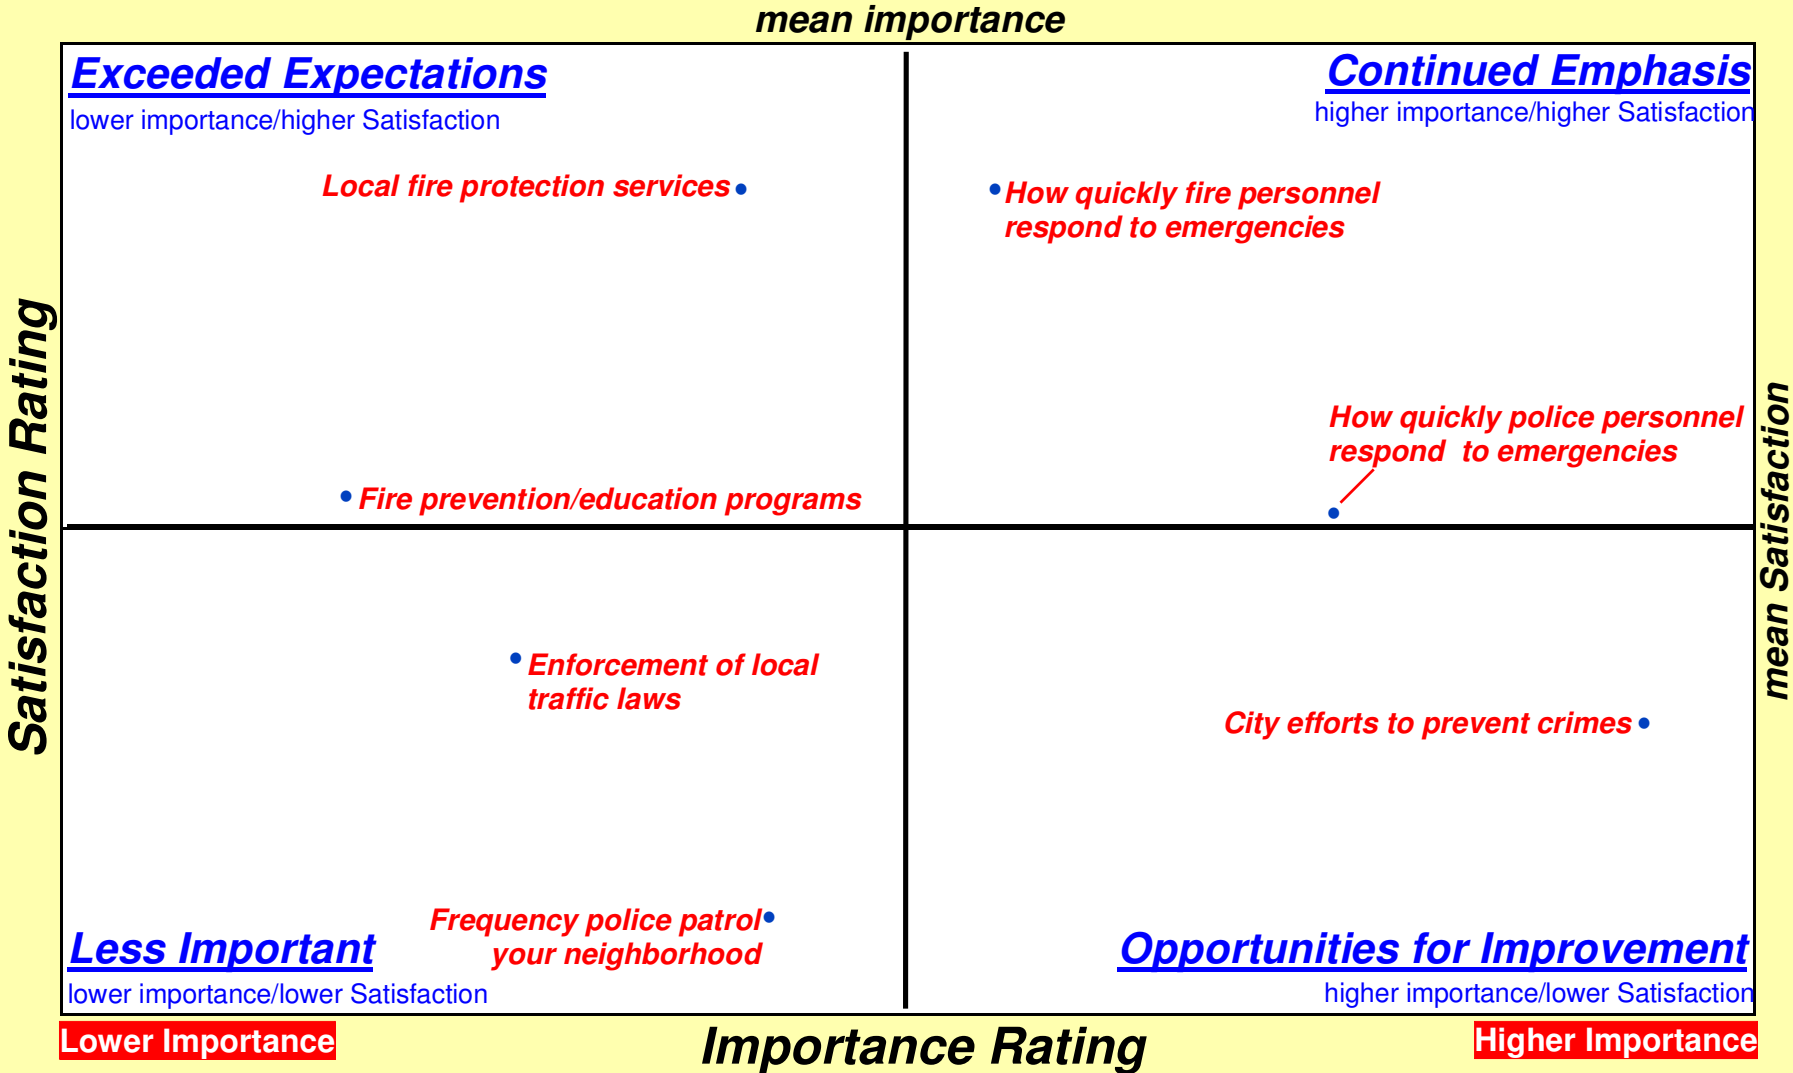 mean importance
Exceeded Expectations
lower importance/higher Satisfaction
Continued Emphasis
higher importance/higher Satisfaction
Local fire protection services
How quickly fire personnel
respond to emergencies
Satisfaction Rating
mean Satisfaction
How quickly police personnel
respond  to emergencies
Fire prevention/education programs
Enforcement of local
traffic laws
City efforts to prevent crimes
Frequency police patrol
your neighborhood
Less Important
lower importance/lower Satisfaction
Opportunities for Improvement
higher importance/lower Satisfaction
Lower Importance
Importance Rating
Higher Importance